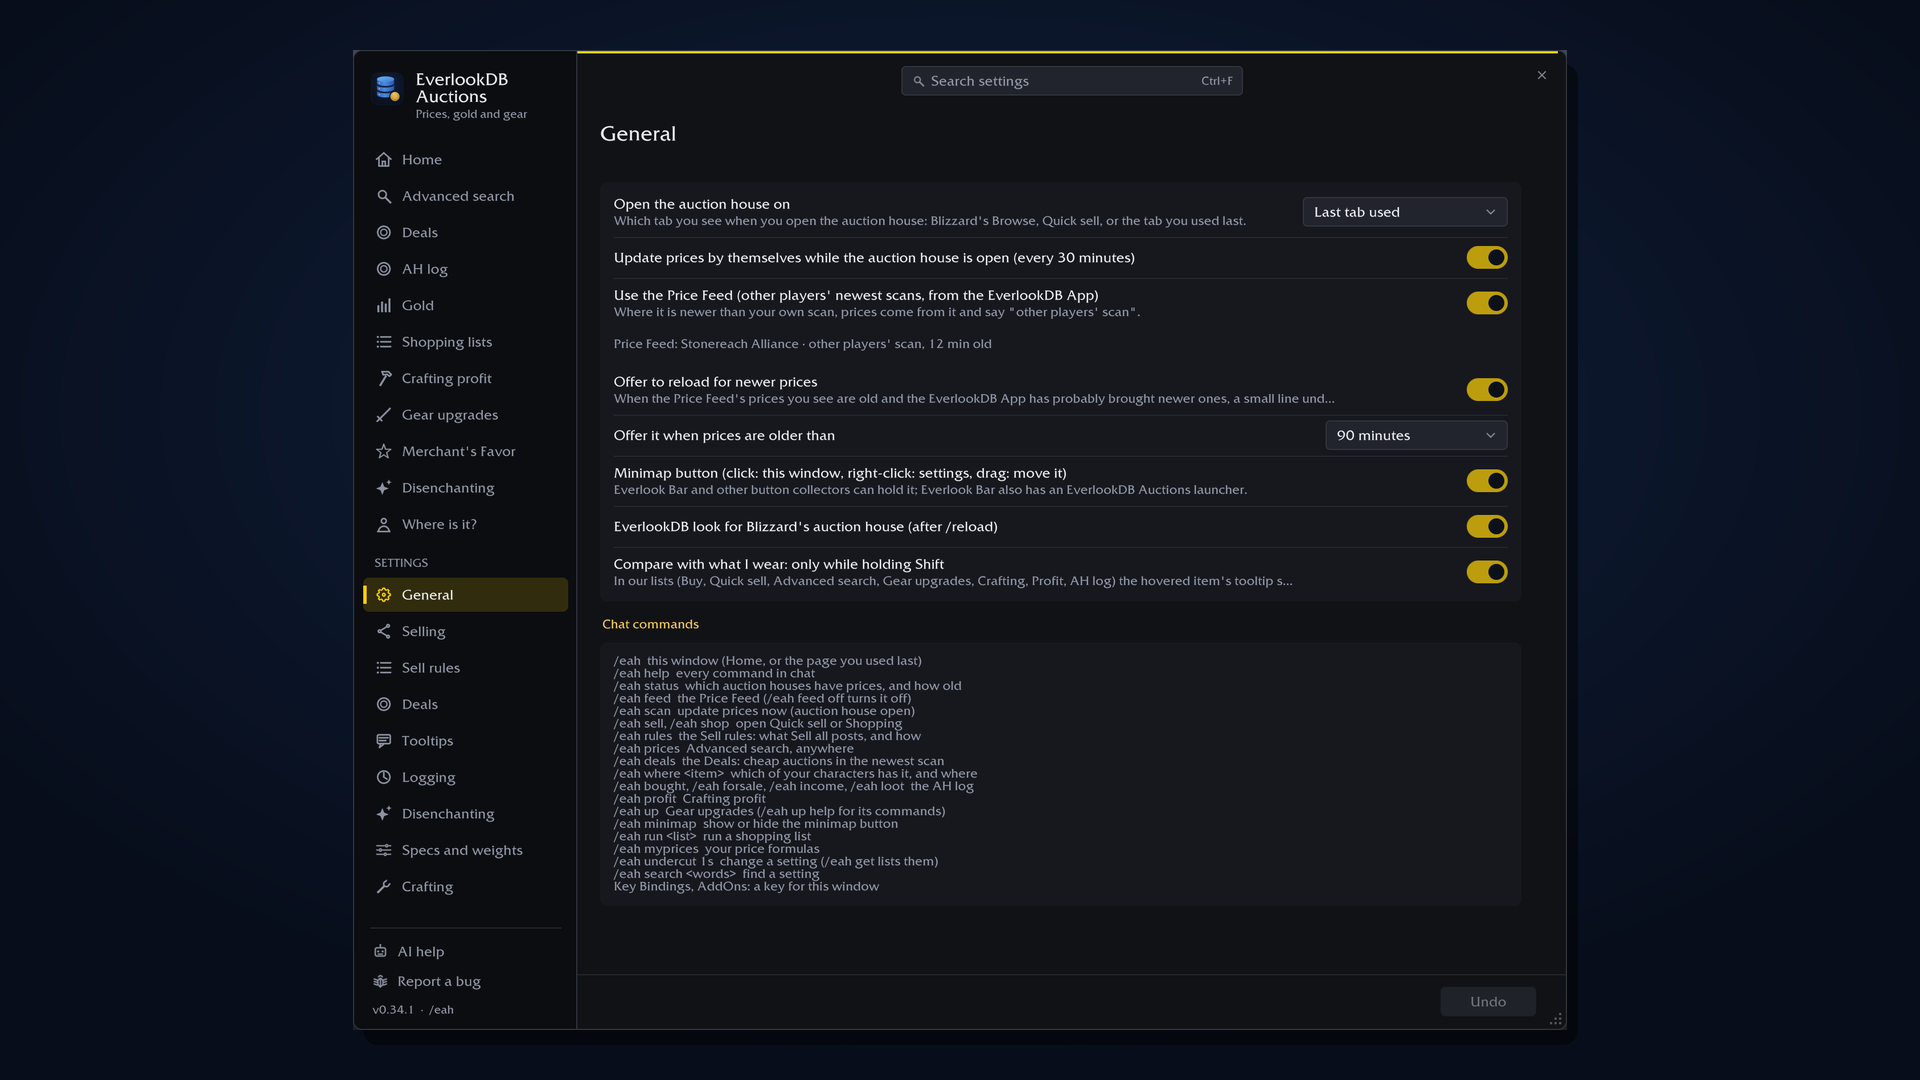 EverlookDB
Auctions
Prices, gold and gear
Home
Advanced search
Deals
AH log
Gold
Shopping lists
Crafting profit
Gear upgrades
Merchant's Favor
Disenchanting
Where is it?
SETTINGS
General
Selling
Sell rules
Deals
Tooltips
Logging
Disenchanting
Specs and weights
Crafting
AI help
Report a bug
v0.34.1 · /eah
Search settings Ctrl+F
General
Open the auction house on
Which tab you see when you open the auction house: Blizzard's Browse, Quick sell, or the tab you used last.
Last tab used
Update prices by themselves while the auction house is open (every 30 minutes)
Use the Price Feed (other players' newest scans, from the EverlookDB App)
Where it is newer than your own scan, prices come from it and say "other players' scan".
Price Feed: Stonereach Alliance · other players' scan, 12 min old
Offer to reload for newer prices
When the Price Feed's prices you see are old and the EverlookDB App has probably brought newer ones, a small line und...
Offer it when prices are older than
90 minutes
Minimap button (click: this window, right-click: settings, drag: move it)
Everlook Bar and other button collectors can hold it; Everlook Bar also has an EverlookDB Auctions launcher.
EverlookDB look for Blizzard's auction house (after /reload)
Compare with what I wear: only while holding Shift
In our lists (Buy, Quick sell, Advanced search, Gear upgrades, Crafting, Profit, AH log) the hovered item's tooltip s...
Chat commands
/eah this window (Home, or the page you used last)
/eah help every command in chat
/eah status which auction houses have prices, and how old
/eah feed the Price Feed (/eah feed off turns it off)
/eah scan update prices now (auction house open)
/eah sell, /eah shop open Quick sell or Shopping
/eah rules the Sell rules: what Sell all posts, and how
/eah prices Advanced search, anywhere
/eah deals the Deals: cheap auctions in the newest scan
/eah where <item> which of your characters has it, and where
/eah bought, /eah forsale, /eah income, /eah loot the AH log
/eah profit Crafting profit
/eah up Gear upgrades (/eah up help for its commands)
/eah minimap show or hide the minimap button
/eah run <list> run a shopping list
/eah myprices your price formulas
/eah undercut 1s change a setting (/eah get lists them)
/eah search <words> find a setting
Key Bindings, AddOns: a key for this window
Undo